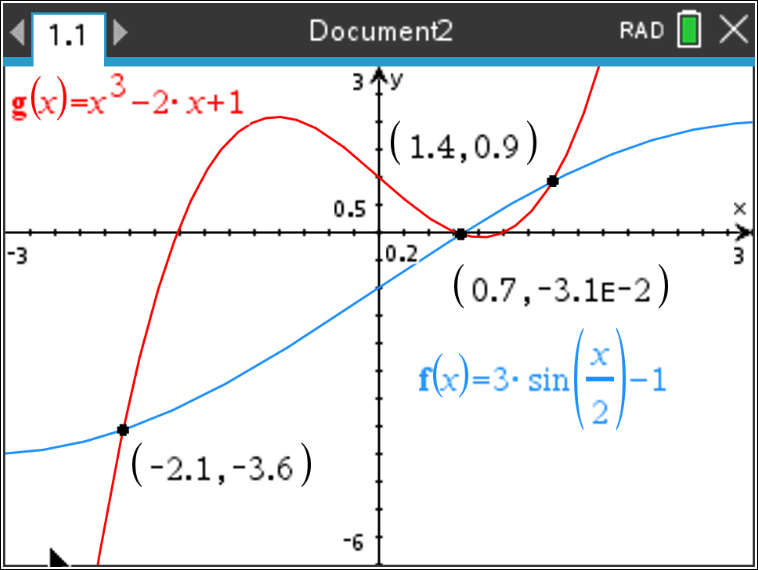 1.1 Document2 RAD
3 y
g(x)=x³−2·x+1
(1.4,0.9)
0.5 x
-3 0.2 3
(0.7,-3.1E-2)
f(x)=3·sin(x/2)−1
(-2.1,-3.6)
-6